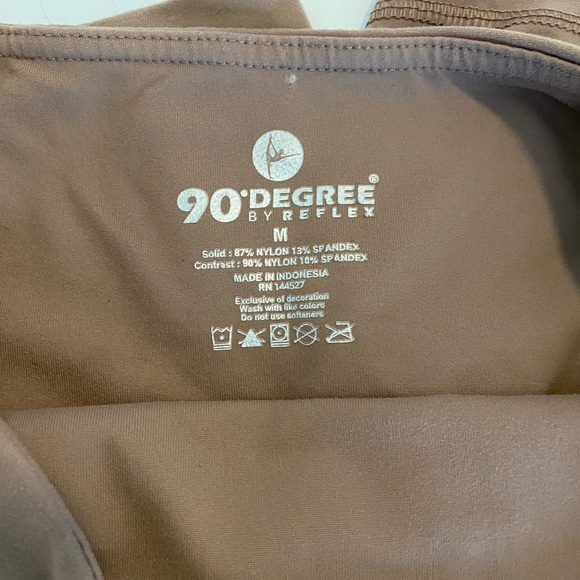 90°DEGREE®
BY REFLEX
M
Solid : 87% NYLON 13% SPANDEX
Contrast : 90% NYLON 10% SPANDEX
MADE IN INDONESIA
RN 144527
Exclusive of decoration
Wash with like colors
Do not use softeners